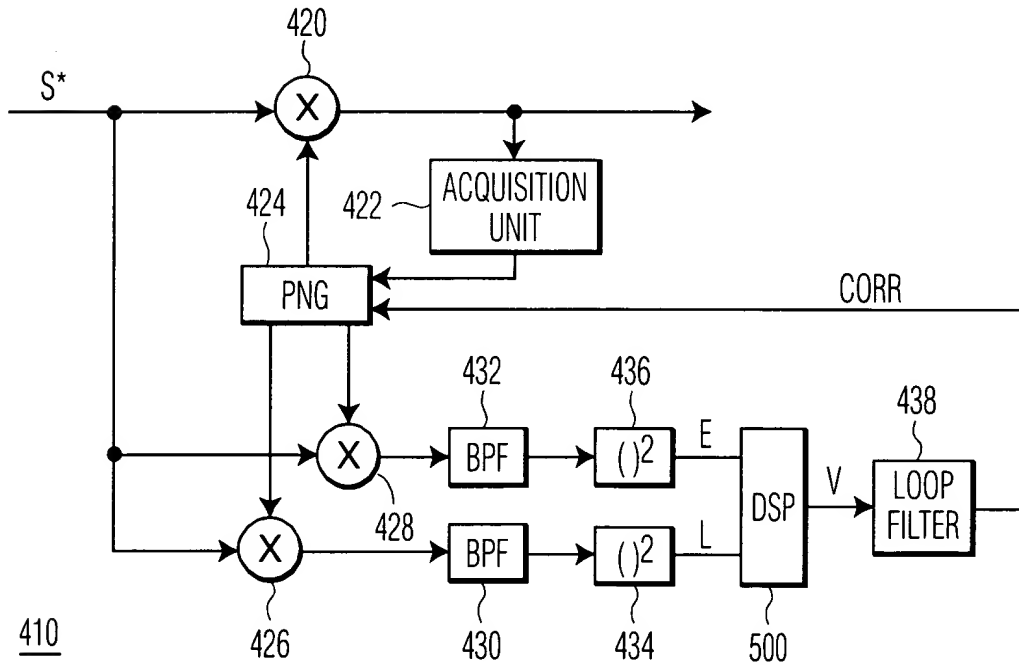 420
S*
X
424
422
ACQUISITION
UNIT
PNG
CORR
432
436
438
X
BPF
( )²
E
DSP
V
LOOP
FILTER
428
X
BPF
( )²
L
410
426
430
434
500